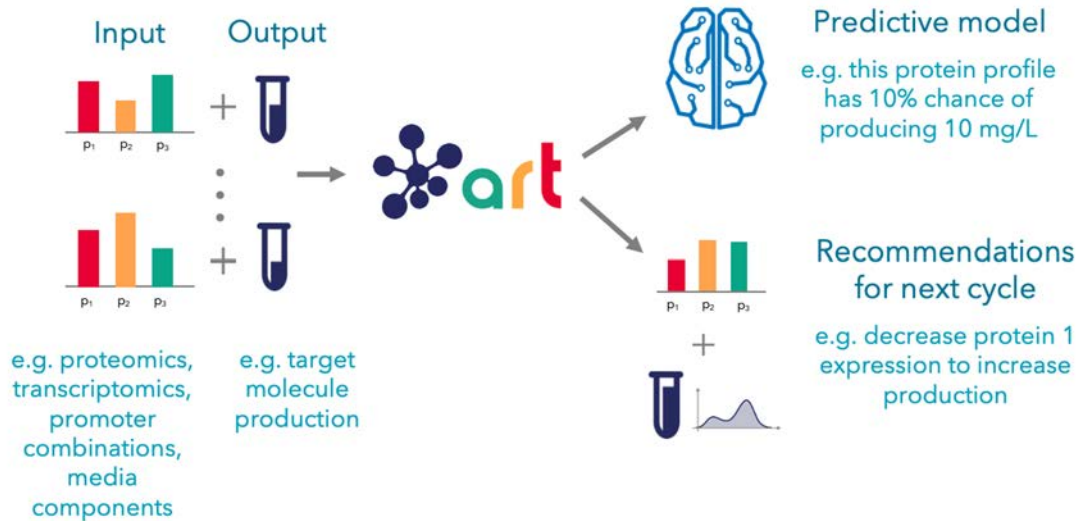 Input
Output
p₁ p₂ p₃
p₁ p₂ p₃
e.g. proteomics,
transcriptomics,
promoter
combinations,
media
components
e.g. target
molecule
production
art
Predictive model
e.g. this protein profile
has 10% chance of
producing 10 mg/L
p₁ p₂ p₃
Recommendations
for next cycle
e.g. decrease protein 1
expression to increase
production